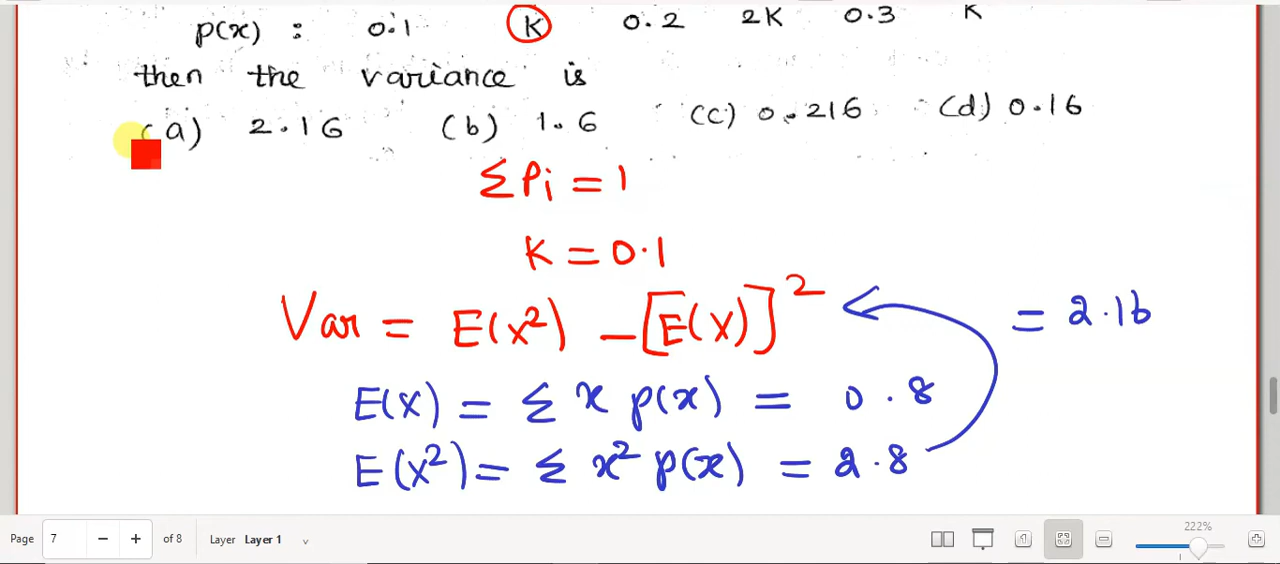 p(x) : 0.1 K 0.2 2K 0.3 K
then the variance is
(a) 2.16 (b) 1.6 (c) 0.216 (d) 0.16
Σ Pi = 1
K = 0.1
Var = E(x²) - [E(x)]² = 2.16
E(x) = Σ x p(x) = 0.8
E(x²) = Σ x² p(x) = 2.8
Page 7 - + of 8 Layer Layer 1 222%